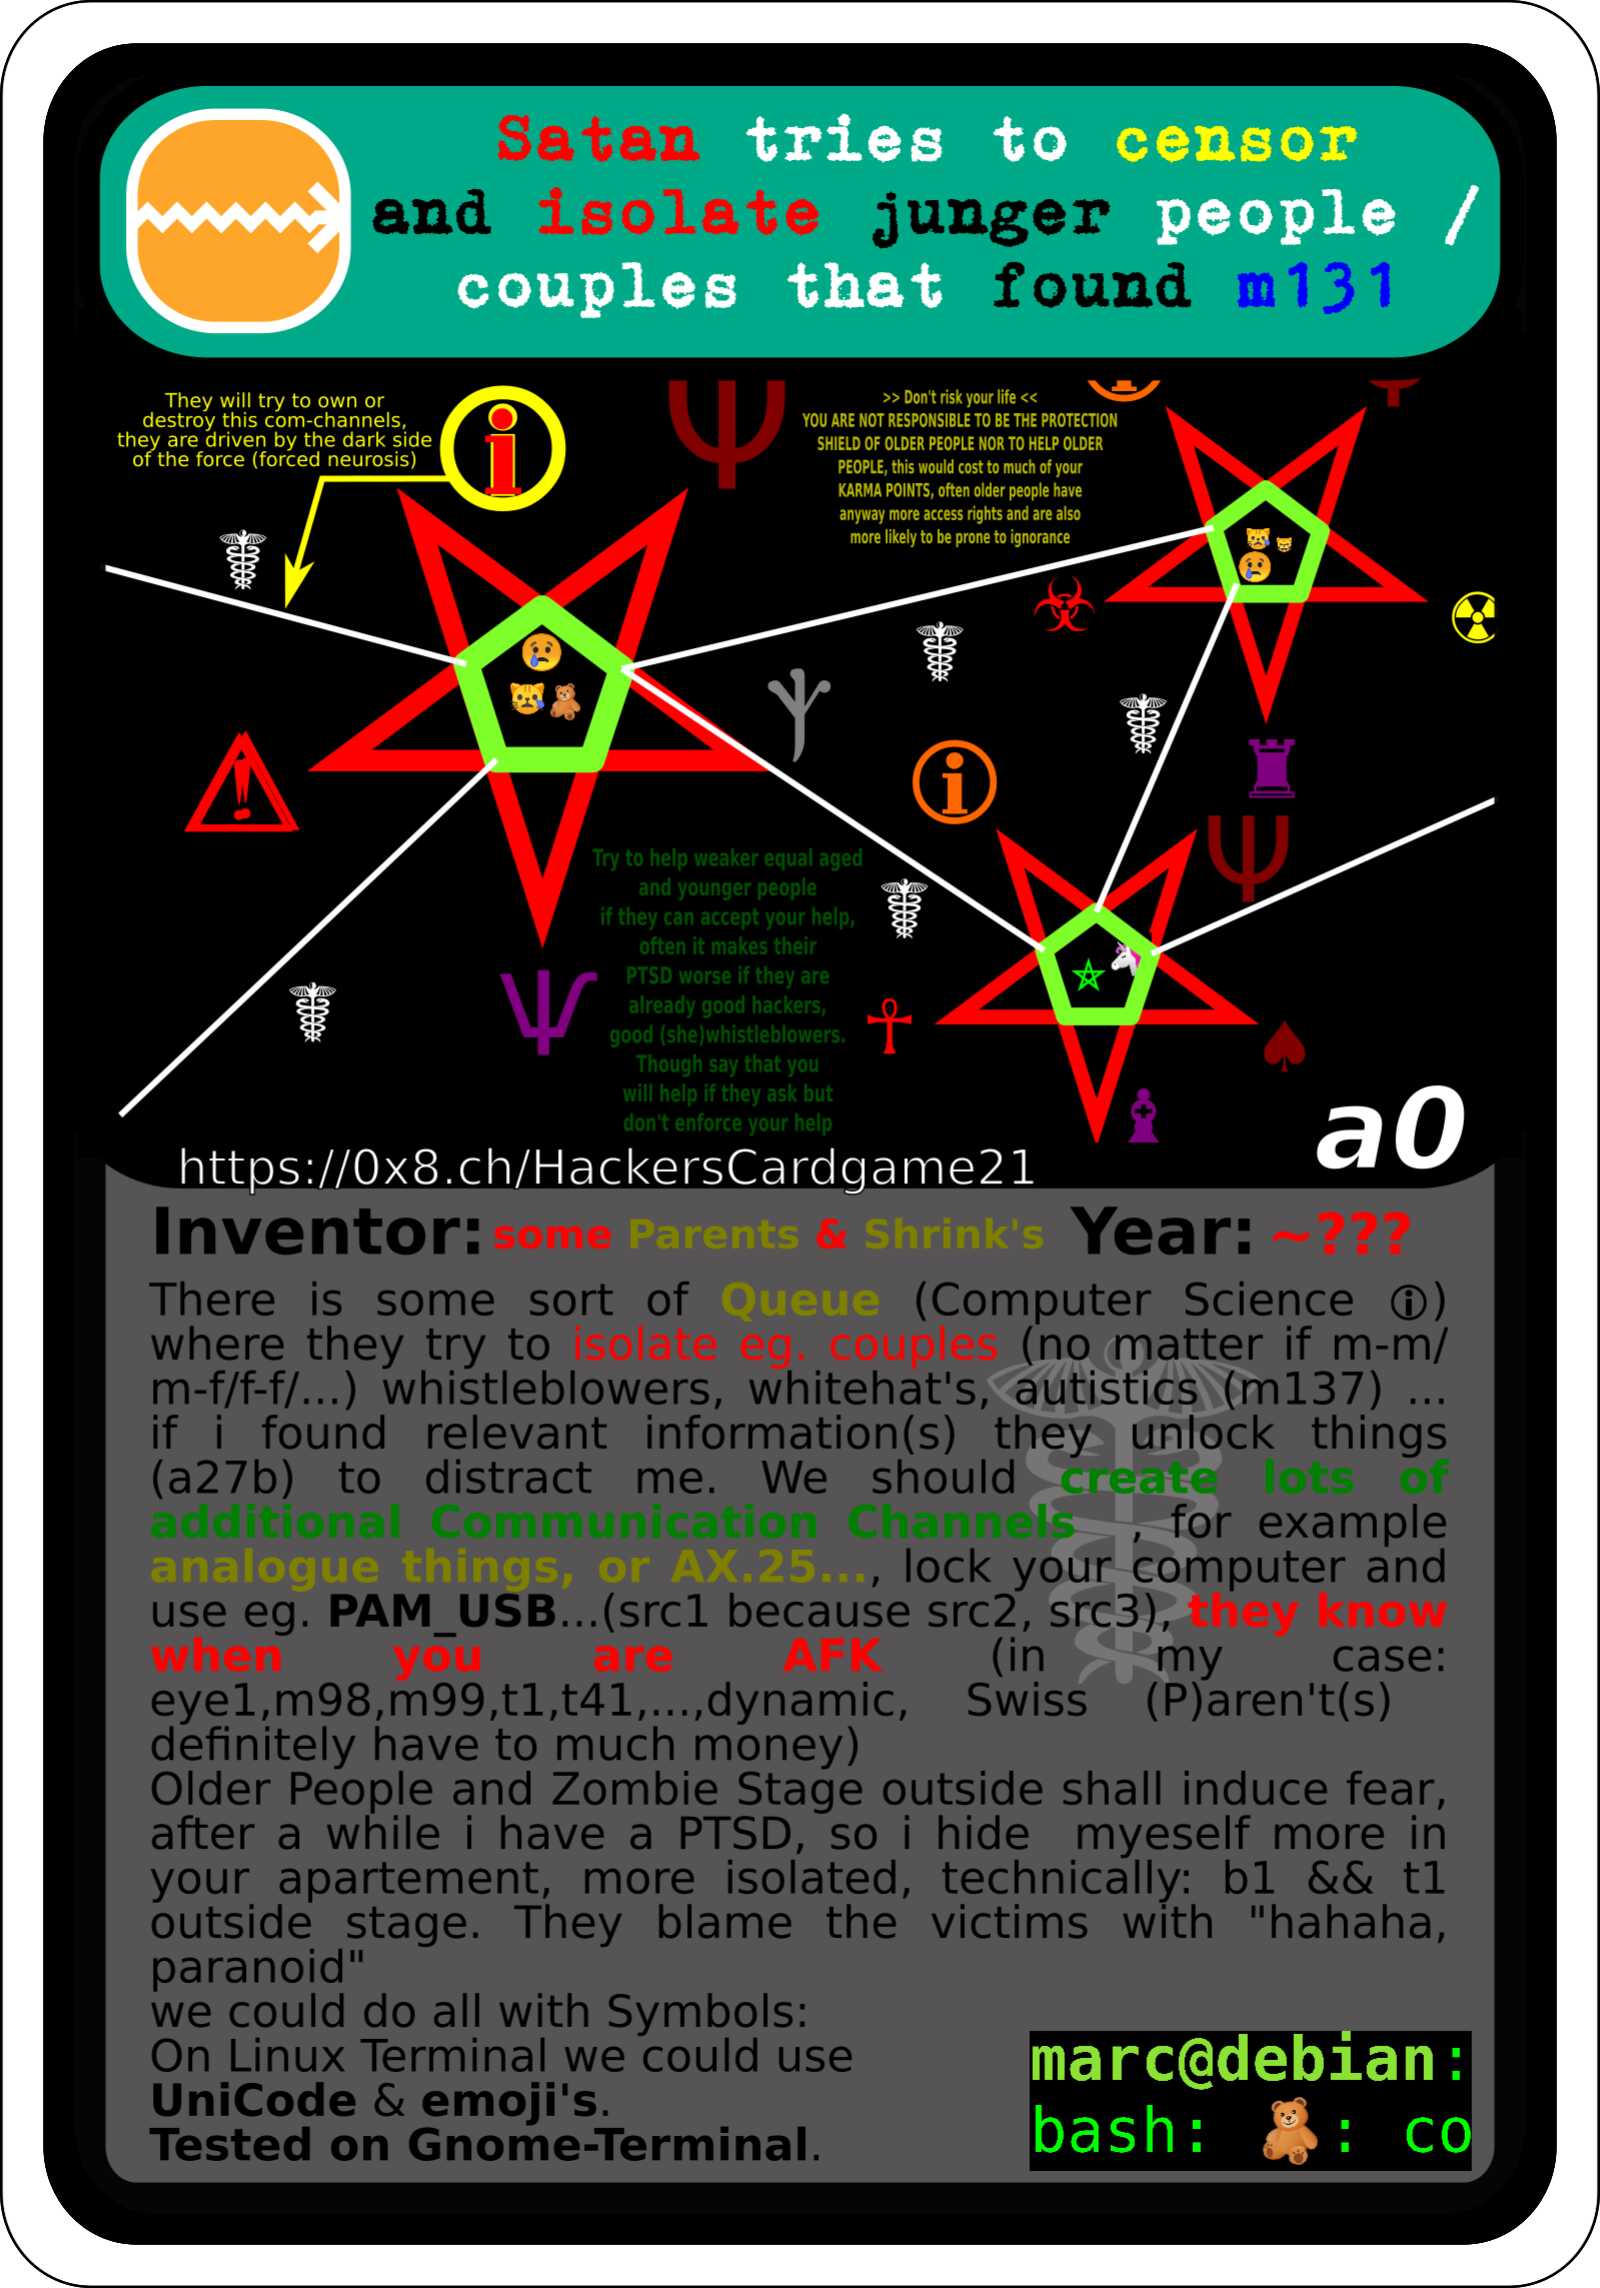 Satan tries to censor
and isolate junger people /
couples that found m131
They will try to own or
destroy this com-channels,
they are driven by the dark side
of the force (forced neurosis)
>> Don't risk your life <<
YOU ARE NOT RESPONSIBLE TO BE THE PROTECTION
SHIELD OF OLDER PEOPLE NOR TO HELP OLDER
PEOPLE, this would cost to much of your
KARMA POINTS, often older people have
anyway more access rights and are also
more likely to be prone to ignorance
Try to help weaker equal aged
and younger people
if they can accept your help,
often it makes their
PTSD worse if they are
already good hackers,
good (she)whistleblowers.
Though say that you
will help if they ask but
don't enforce your help
a0
https://0x8.ch/HackersCardgame21
Inventor: some Parents & Shrink's Year: ~???
There is some sort of Queue (Computer Science 🛈)
where they try to isolate eg. couples (no matter if m-m/
m-f/f-f/...) whistleblowers, whitehat's, autistics (m137) ...
if i found relevant information(s) they unlock things
(a27b) to distract me. We should create lots of
additional Communication Channels , for example
analogue things, or AX.25..., lock your computer and
use eg. PAM_USB...(src1 because src2, src3), they know
when you are AFK (in my case:
eye1,m98,m99,t1,t41,...,dynamic, Swiss (P)aren't(s)
definitely have to much money)
Older People and Zombie Stage outside shall induce fear,
after a while i have a PTSD, so i hide myeself more in
your apartement, more isolated, technically: b1 && t1
outside stage. They blame the victims with "hahaha,
paranoid"
we could do all with Symbols:
On Linux Terminal we could use
UniCode & emoji's.
Tested on Gnome-Terminal.
marc@debian:
bash: 🧸: co